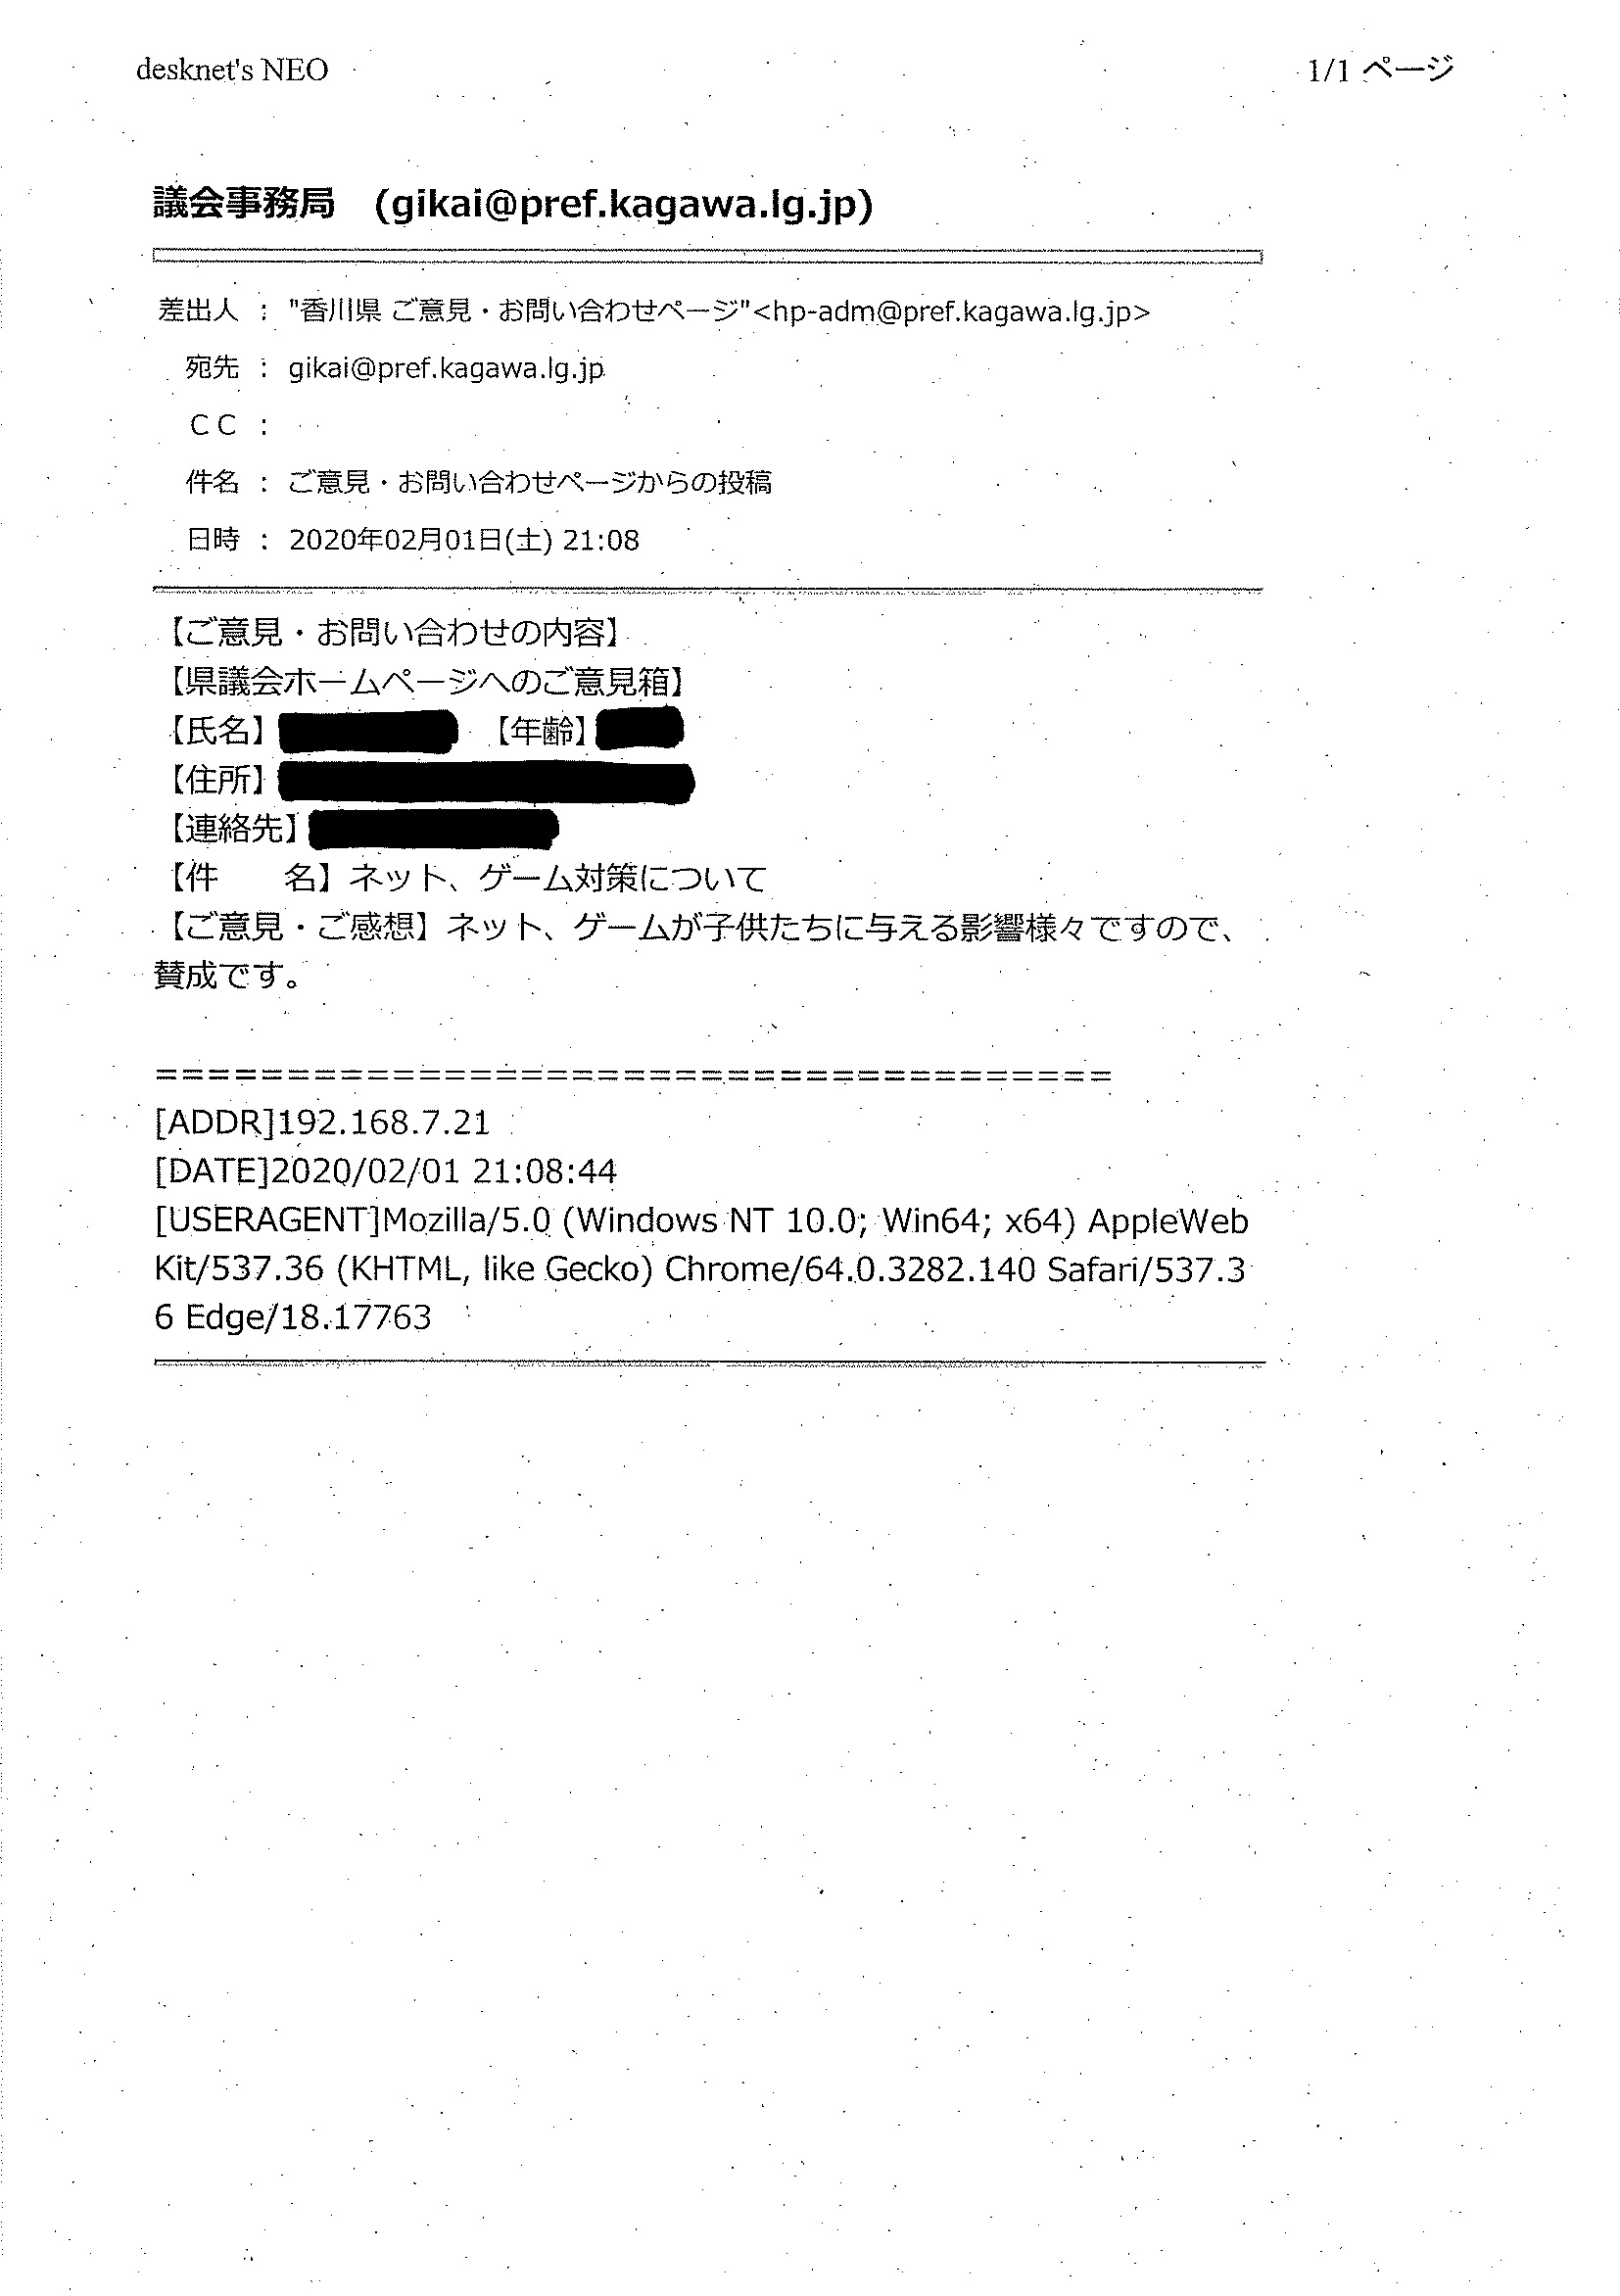 desknet's NEO
1/1 ページ
議会事務局 (gikai@pref.kagawa.lg.jp)
差出人 : "香川県 ご意見・お問い合わせページ"<hp-adm@pref.kagawa.lg.jp>
宛先 : gikai@pref.kagawa.lg.jp
CC :
件名 : ご意見・お問い合わせページからの投稿
日時 : 2020年02月01日(土) 21:08
【ご意見・お問い合わせの内容】
【県議会ホームページへのご意見箱】
【氏名】 【年齢】
【住所】
【連絡先】
【件　　名】ネット、ゲーム対策について
【ご意見・ご感想】ネット、ゲームが子供たちに与える影響様々ですので、
賛成です。
=====================================
[ADDR]192.168.7.21
[DATE]2020/02/01 21:08:44
[USERAGENT]Mozilla/5.0 (Windows NT 10.0; Win64; x64) AppleWeb
Kit/537.36 (KHTML, like Gecko) Chrome/64.0.3282.140 Safari/537.3
6 Edge/18.17763